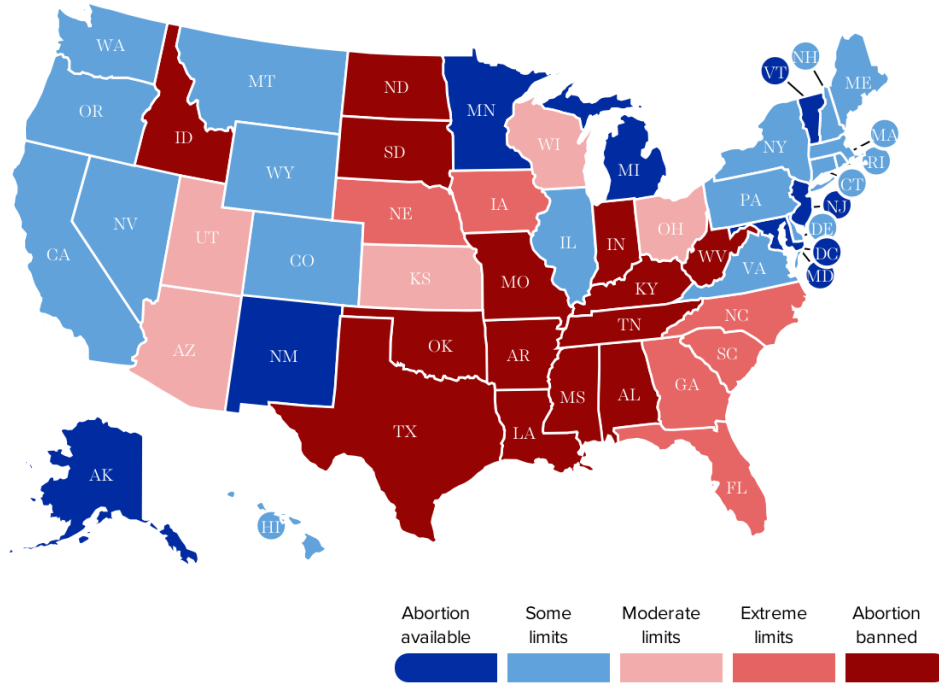 WA
OR
CA
NV
ID
MT
WY
UT
CO
AZ
NM
ND
SD
NE
KS
OK
TX
MN
IA
MO
AR
LA
WI
IL
MI
IN
OH
KY
TN
MS
AL
GA
FL
SC
NC
VA
WV
PA
NY
VT
NH
ME
MA
RI
CT
NJ
DE
DC
MD
AK
HI
Abortion available
Some limits
Moderate limits
Extreme limits
Abortion banned